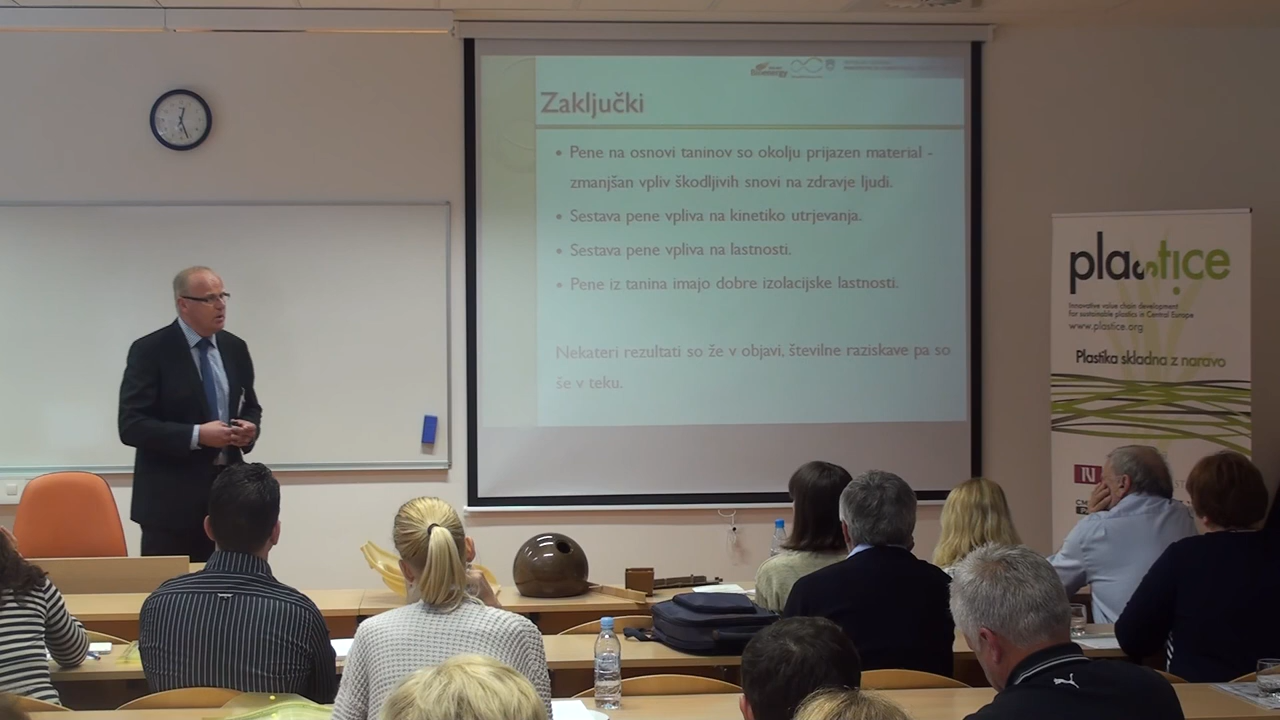 Zaključki
• Pene na osnovi taninov so okolju prijazen material -
zmanjšan vpliv škodljivih snovi na zdravje ljudi.
• Sestava pene vpliva na kinetiko utrjevanja.
• Sestava pene vpliva na lastnosti.
• Pene iz tanina imajo dobre izolacijske lastnosti.
Nekateri rezultati so že v objavi, številne raziskave pa so
še v teku.
plastice
Innovative value chain development
for sustainable plastics in Central Europe
www.plastice.org
Plastika skladna z naravo